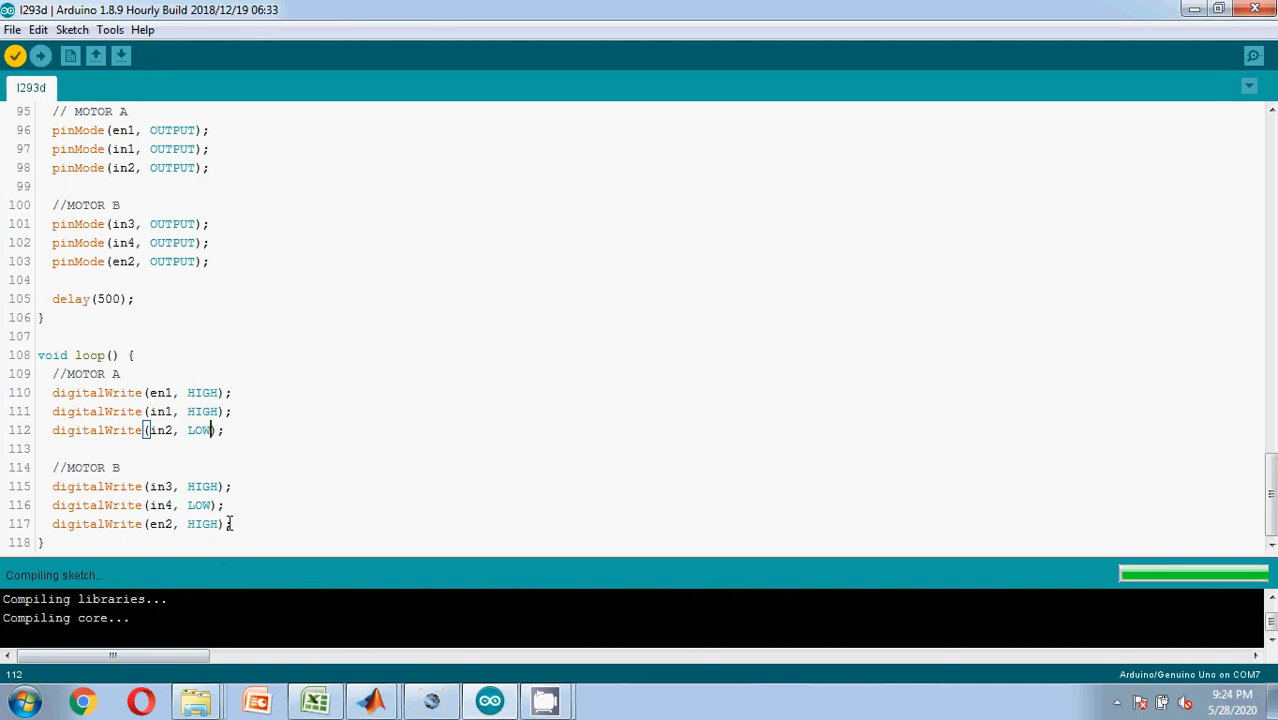 l293d | Arduino 1.8.9 Hourly Build 2018/12/19 06:33
File Edit Sketch Tools Help
l293d
95 // MOTOR A
96 pinMode(en1, OUTPUT);
97 pinMode(in1, OUTPUT);
98 pinMode(in2, OUTPUT);
99
100 //MOTOR B
101 pinMode(in3, OUTPUT);
102 pinMode(in4, OUTPUT);
103 pinMode(en2, OUTPUT);
104
105 delay(500);
106 }
107
108 void loop() {
109 //MOTOR A
110 digitalWrite(en1, HIGH);
111 digitalWrite(in1, HIGH);
112 digitalWrite(in2, LOW);
113
114 //MOTOR B
115 digitalWrite(in3, HIGH);
116 digitalWrite(in4, LOW);
117 digitalWrite(en2, HIGH);
118 }
Compiling sketch...
Compiling libraries...
Compiling core...
112 Arduino/Genuino Uno on COM7
9:24 PM
5/28/2020